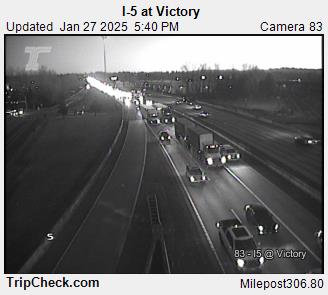 I-5 at Victory
Updated Jan 27 2025 5:40 PM Camera 83
S
83 - I5 @ Victory
TripCheck.com Milepost306.80